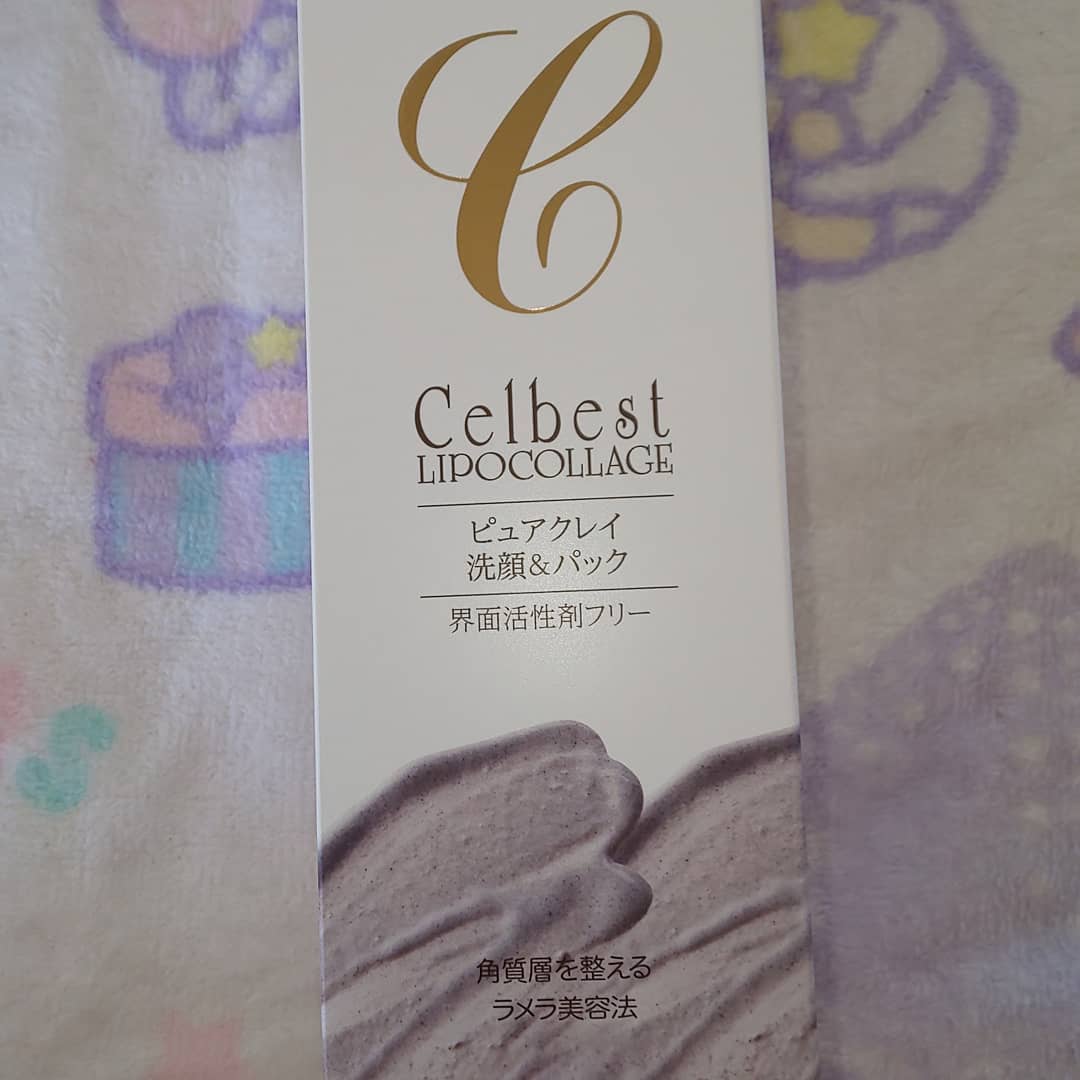 C
Celbest
LIPOCOLLAGE
ピュアクレイ
洗顔&パック
界面活性剤フリー
角質層を整える
ラメラ美容法